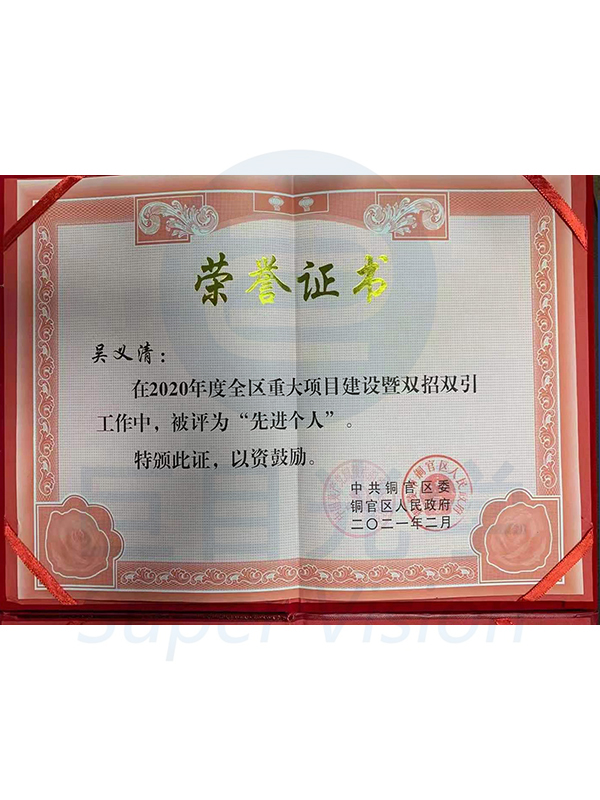 荣誉证书
吴义清：
在2020年度全区重大项目建设暨双招双引
工作中，被评为“先进个人”。
特颁此证，以资鼓励。
中共铜官区委
铜官区人民政府
二〇二一年二月
Super Vision